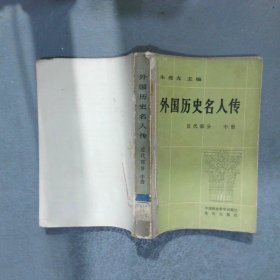 朱庭光 主编
外国历史名人传
近代部分 中册
中国社会科学出版社
重庆出版社
外国历史名人传
近代部分 中册